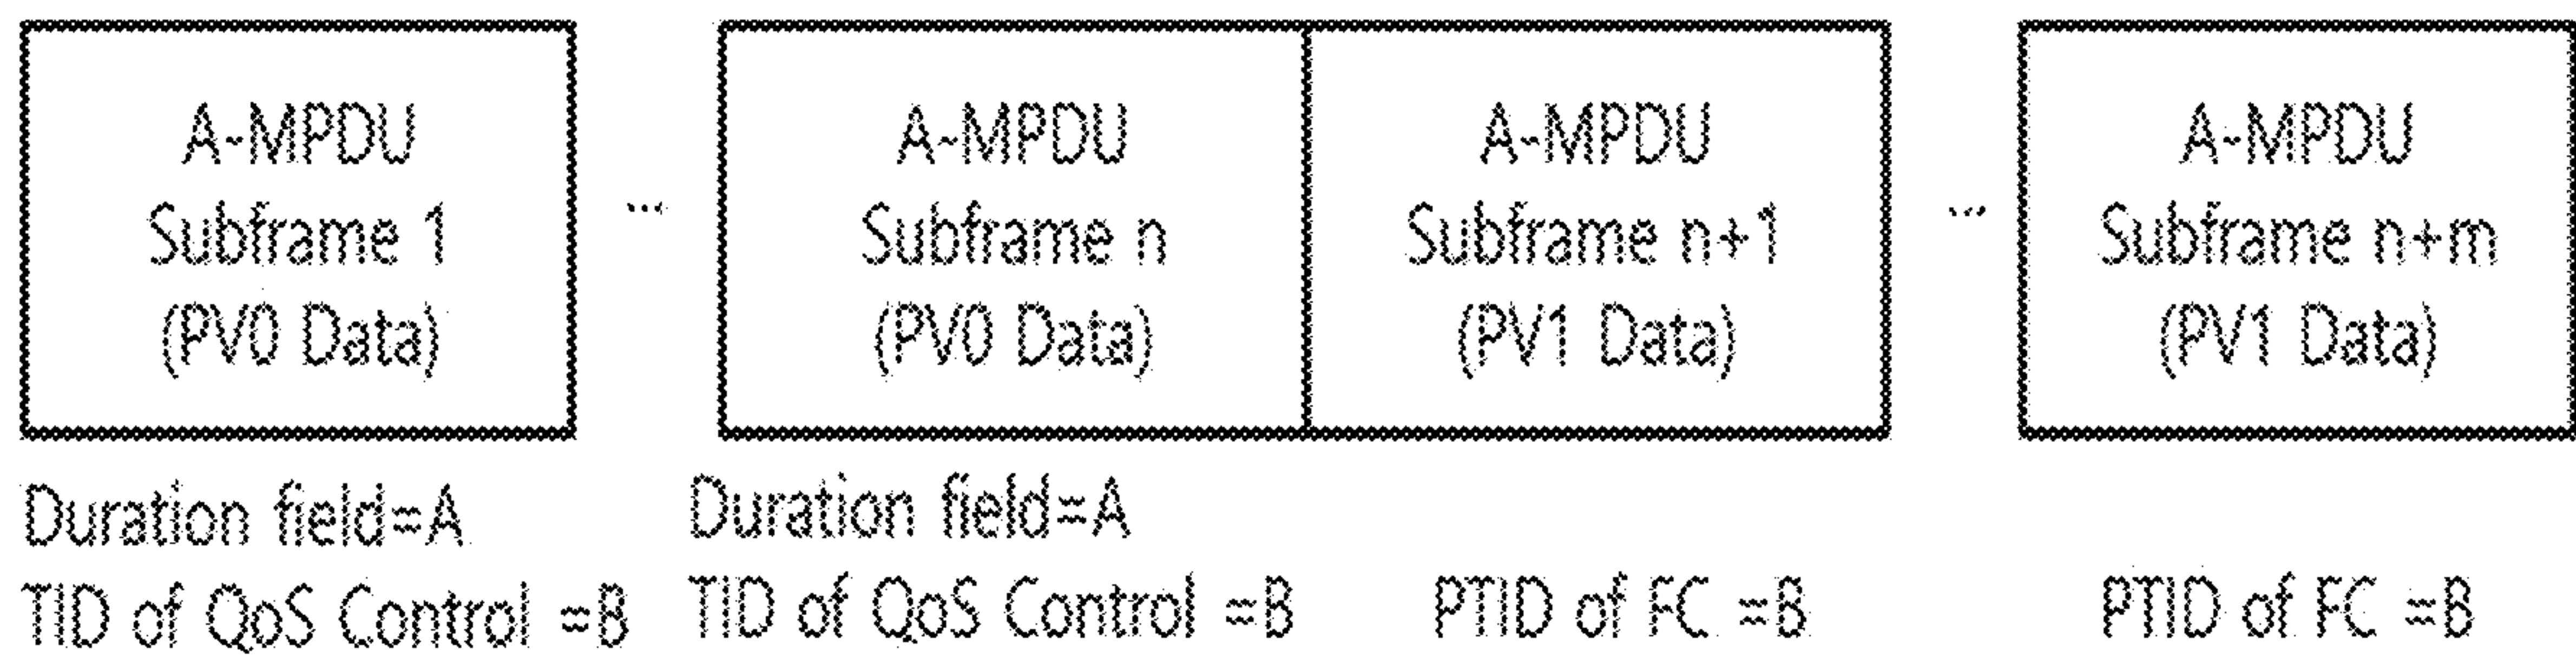 A-MPDU
Subframe 1
(PV0 Data)
...
A-MPDU
Subframe n
(PV0 Data)
A-MPDU
Subframe n+1
(PV1 Data)
...
A-MPDU
Subframe n+m
(PV1 Data)
Duration field=A
TID of QoS Control =B
Duration field=A
TID of QoS Control =B
PTID of FC =B
PTID of FC =B